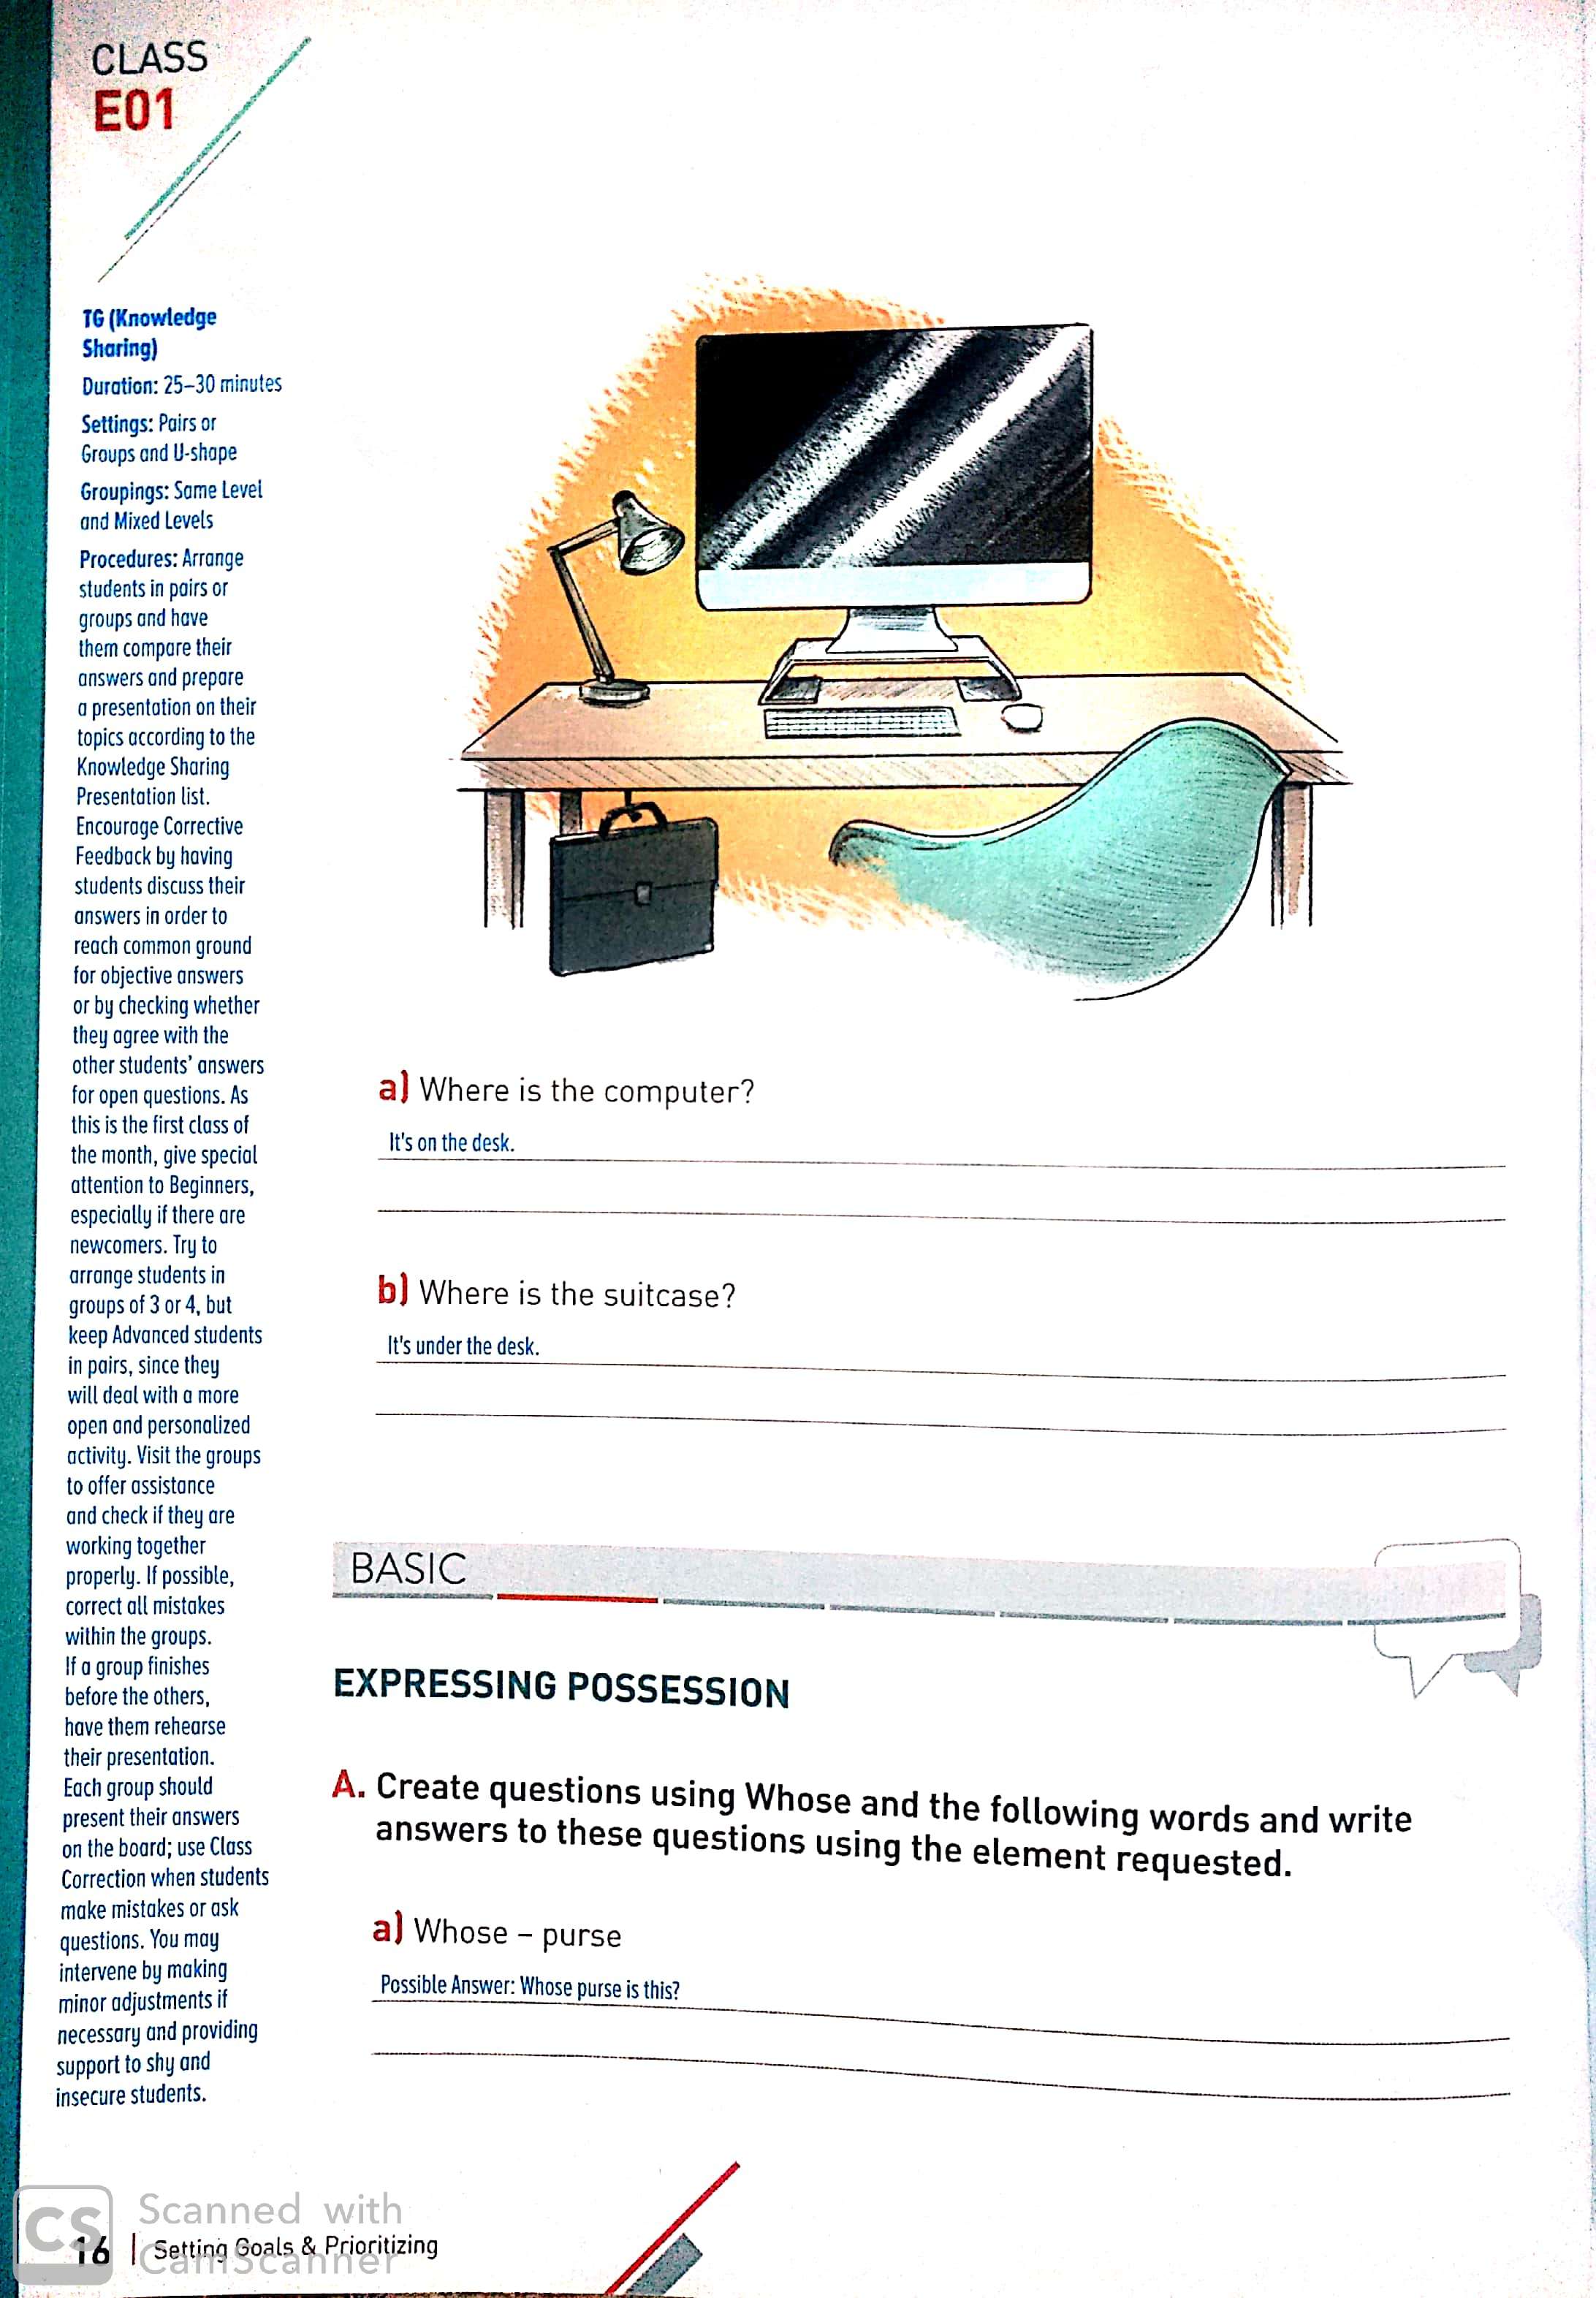 CLASS
E01
TG (Knowledge
Sharing)
Duration: 25–30 minutes
Settings: Pairs or
Groups and U-shape
Groupings: Same Level
and Mixed Levels
Procedures: Arrange
students in pairs or
groups and have
them compare their
answers and prepare
a presentation on their
topics according to the
Knowledge Sharing
Presentation list.
Encourage Corrective
Feedback by having
students discuss their
answers in order to
reach common ground
for objective answers
or by checking whether
they agree with the
other students' answers
for open questions. As
this is the first class of
the month, give special
attention to Beginners,
especially if there are
newcomers. Try to
arrange students in
groups of 3 or 4, but
keep Advanced students
in pairs, since they
will deal with a more
open and personalized
activity. Visit the groups
to offer assistance
and check if they are
working together
properly. If possible,
correct all mistakes
within the groups.
If a group finishes
before the others,
have them rehearse
their presentation.
Each group should
present their answers
on the board; use Class
Correction when students
make mistakes or ask
questions. You may
intervene by making
minor adjustments if
necessary and providing
support to shy and
insecure students.
a) Where is the computer?
It's on the desk.
b) Where is the suitcase?
It's under the desk.
BASIC
EXPRESSING POSSESSION
A. Create questions using Whose and the following words and write
answers to these questions using the element requested.
a) Whose – purse
Possible Answer: Whose purse is this?
CS
Scanned with
CamScanner
16 | Setting Goals & Prioritizing